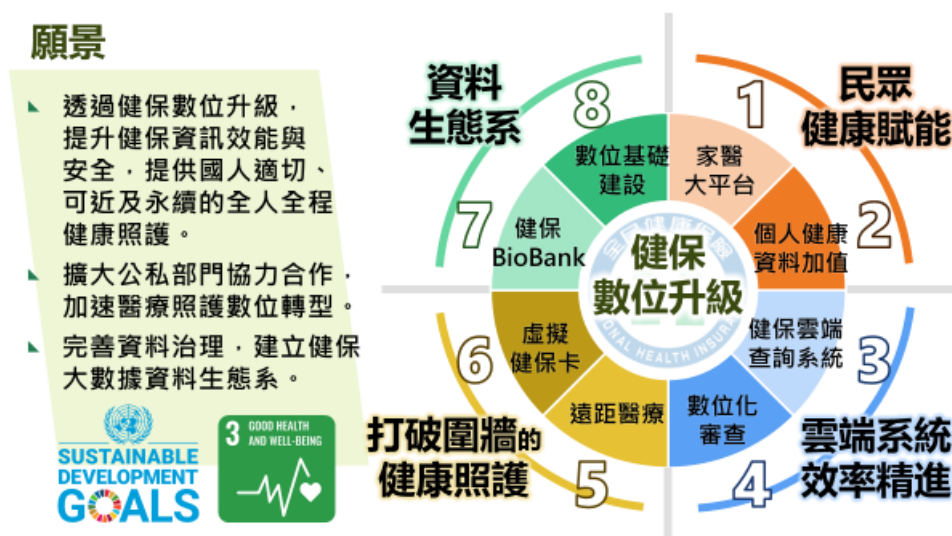 願景
透過健保數位升級，
提升健保資訊效能與
安全，提供國人適切、
可近及永續的全人全程
健康照護。
擴大公私部門協力合作，
加速醫療照護數位轉型。
完善資料治理，建立健保
大數據資料生態系。
SUSTAINABLE
DEVELOPMENT
GOALS
3 GOOD HEALTH
AND WELL-BEING
健保
數位升級
全民健康保險
NATIONAL HEALTH INSURA
民眾
健康賦能
1
家醫
大平台
2
個人健康
資料加值
3
健保雲端
查詢系統
4
數位化
審查
雲端系統
效率精進
5
遠距醫療
6
虛擬
健保卡
打破圍牆的
健康照護
7
健保
BioBank
8
數位基礎
建設
資料
生態系